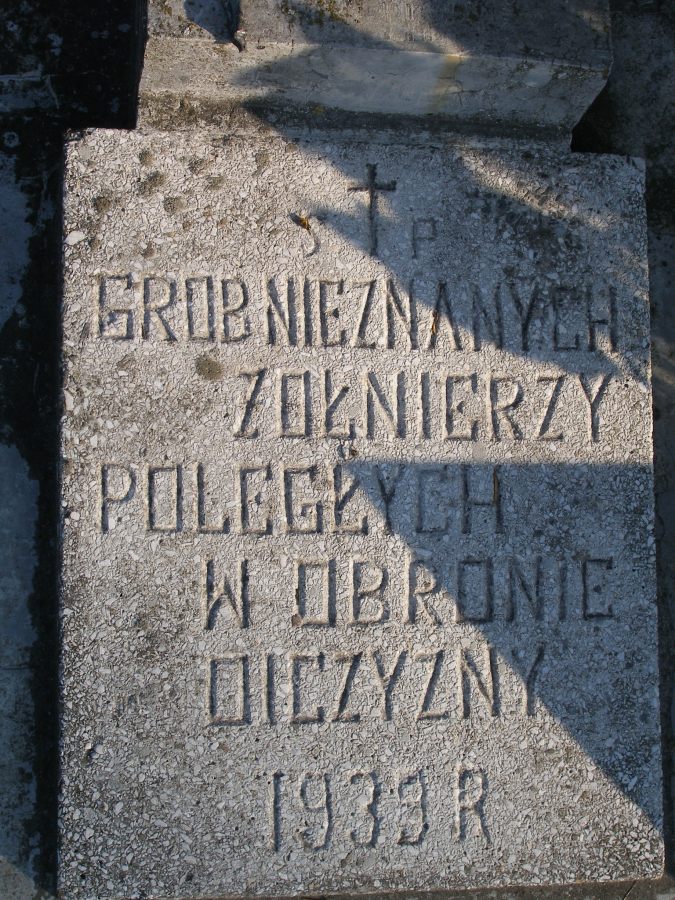 Ś † P
GRÓB NIEZNANYCH
ŻOŁNIERZY
POLEGŁYCH
W OBRONIE
OJCZYZNY
1939 R